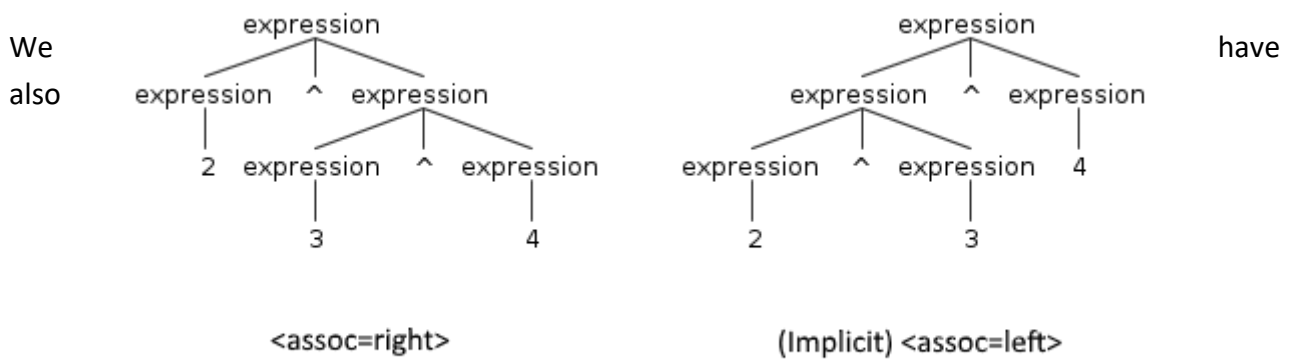 expression expression
We have
also expression ^ expression expression ^ expression
2 expression ^ expression expression ^ expression 4
3 4 2 3
<assoc=right> (Implicit) <assoc=left>